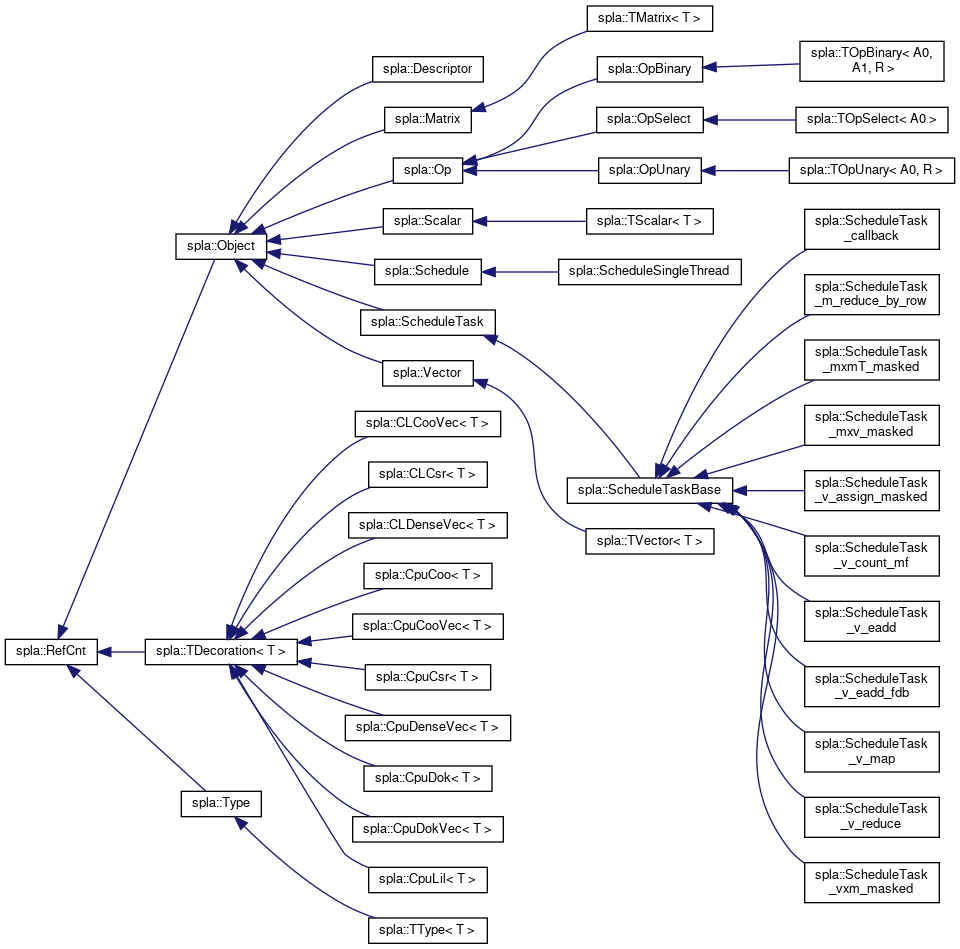 spla::TMatrix< T >
spla::Descriptor
spla::OpBinary
spla::TOpBinary< A0,
A1, R >
spla::Matrix
spla::OpSelect
spla::TOpSelect< A0 >
spla::Op
spla::OpUnary
spla::TOpUnary< A0, R >
spla::Scalar
spla::TScalar< T >
spla::ScheduleTask
_callback
spla::Object
spla::Schedule
spla::ScheduleSingleThread
spla::ScheduleTask
_m_reduce_by_row
spla::ScheduleTask
spla::ScheduleTask
_mxmT_masked
spla::Vector
spla::CLCooVec< T >
spla::ScheduleTask
_mxv_masked
spla::CLCsr< T >
spla::ScheduleTaskBase
spla::ScheduleTask
_v_assign_masked
spla::CLDenseVec< T >
spla::TVector< T >
spla::ScheduleTask
_v_count_mf
spla::CpuCoo< T >
spla::CpuCooVec< T >
spla::ScheduleTask
_v_eadd
spla::RefCnt
spla::TDecoration< T >
spla::CpuCsr< T >
spla::ScheduleTask
_v_eadd_fdb
spla::CpuDenseVec< T >
spla::ScheduleTask
_v_map
spla::CpuDok< T >
spla::Type
spla::ScheduleTask
_v_reduce
spla::CpuDokVec< T >
spla::CpuLil< T >
spla::ScheduleTask
_vxm_masked
spla::TType< T >